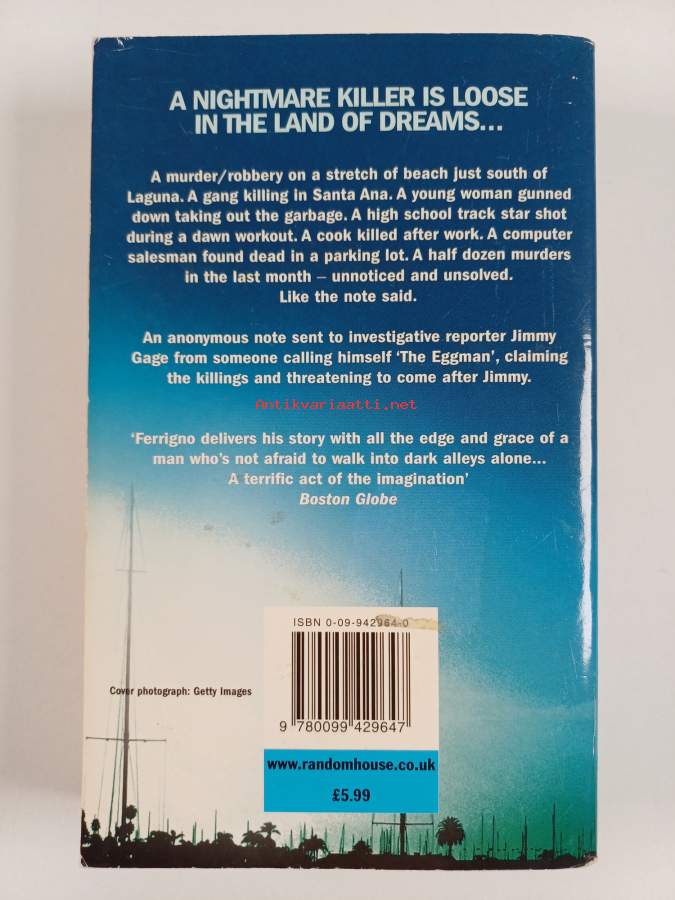 A NIGHTMARE KILLER IS LOOSE
IN THE LAND OF DREAMS...
A murder/robbery on a stretch of beach just south of
Laguna. A gang killing in Santa Ana. A young woman gunned
down taking out the garbage. A high school track star shot
during a dawn workout. A cook killed after work. A computer
salesman found dead in a parking lot. A half dozen murders
in the last month – unnoticed and unsolved.
Like the note said.
An anonymous note sent to investigative reporter Jimmy
Gage from someone calling himself ‘The Eggman’, claiming
the killings and threatening to come after Jimmy.
Antikvariaatti.net
‘Ferrigno delivers his story with all the edge and grace of a
man who’s not afraid to walk into dark alleys alone...
A terrific act of the imagination’
Boston Globe
ISBN 0-09-942964-0
Cover photograph: Getty Images
9 780099 429647
www.randomhouse.co.uk
£5.99